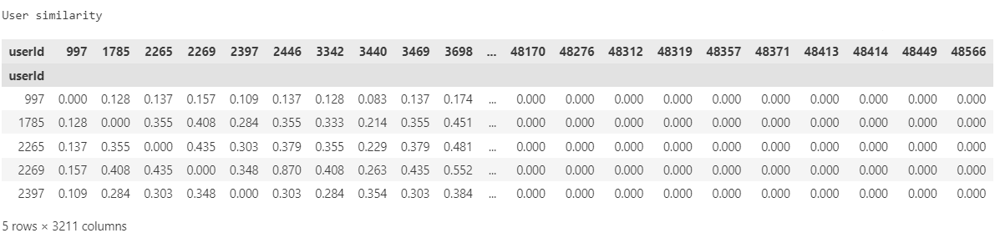 User similarity
userId 997 1785 2265 2269 2397 2446 3342 3440 3469 3698 ... 48170 48276 48312 48319 48357 48371 48413 48414 48449 48566
userId
997 0.000 0.128 0.137 0.157 0.109 0.137 0.128 0.083 0.137 0.174 ... 0.000 0.000 0.000 0.000 0.000 0.000 0.000 0.000 0.000 0.000
1785 0.128 0.000 0.355 0.408 0.284 0.355 0.333 0.214 0.355 0.451 ... 0.000 0.000 0.000 0.000 0.000 0.000 0.000 0.000 0.000 0.000
2265 0.137 0.355 0.000 0.435 0.303 0.379 0.355 0.229 0.379 0.481 ... 0.000 0.000 0.000 0.000 0.000 0.000 0.000 0.000 0.000 0.000
2269 0.157 0.408 0.435 0.000 0.348 0.870 0.408 0.263 0.435 0.552 ... 0.000 0.000 0.000 0.000 0.000 0.000 0.000 0.000 0.000 0.000
2397 0.109 0.284 0.303 0.348 0.000 0.303 0.284 0.354 0.303 0.384 ... 0.000 0.000 0.000 0.000 0.000 0.000 0.000 0.000 0.000 0.000
5 rows × 3211 columns